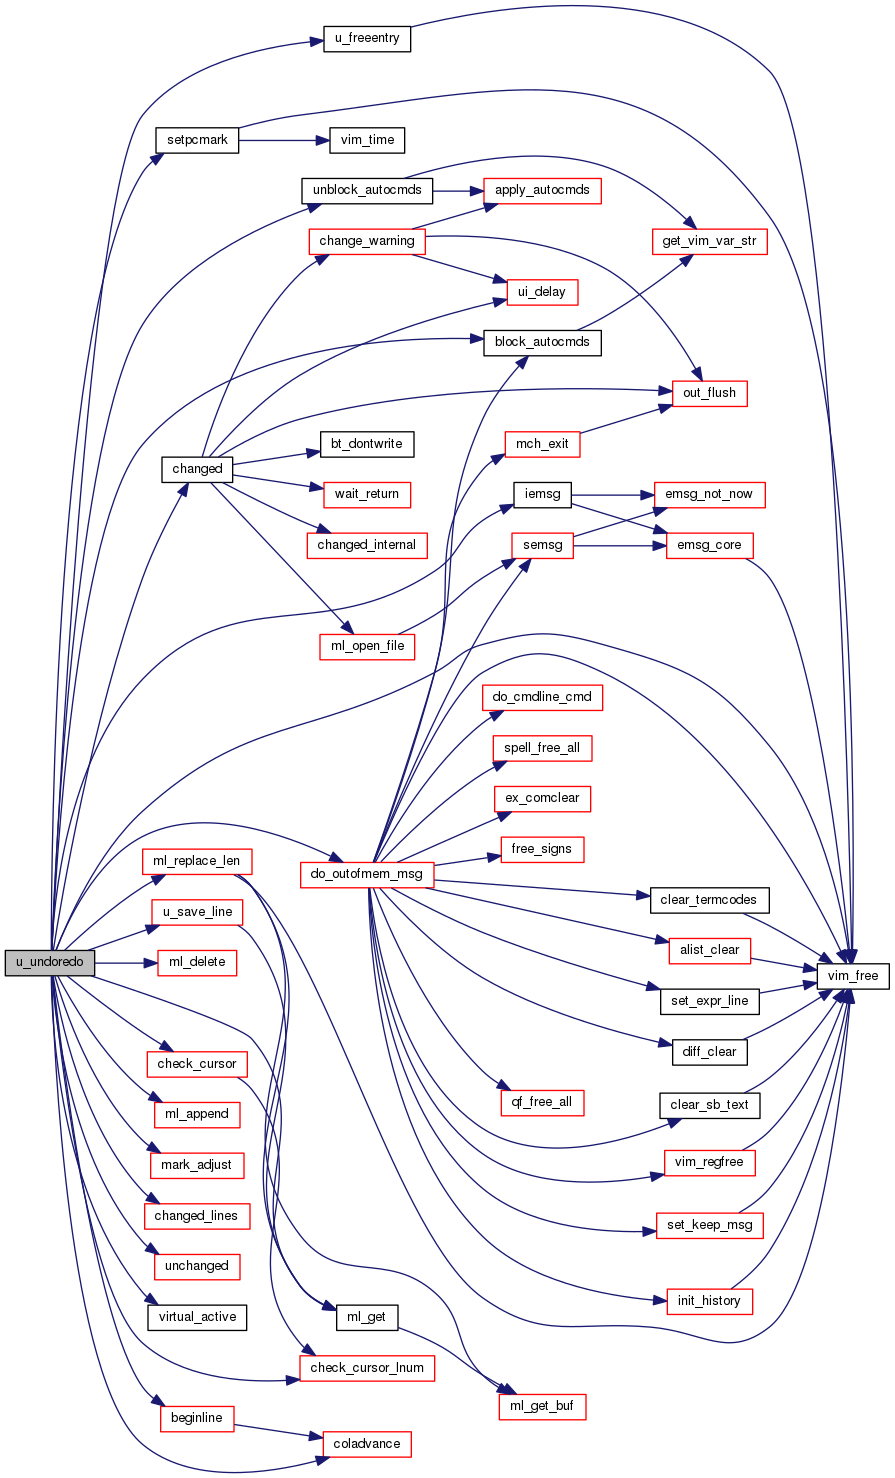 u_freeentry
setpcmark
vim_time
unblock_autocmds
apply_autocmds
change_warning
get_vim_var_str
ui_delay
block_autocmds
out_flush
bt_dontwrite
mch_exit
changed
wait_return
iemsg
emsg_not_now
changed_internal
semsg
emsg_core
ml_open_file
do_cmdline_cmd
spell_free_all
ex_comclear
free_signs
ml_replace_len
do_outofmem_msg
clear_termcodes
u_save_line
alist_clear
u_undoredo
ml_delete
vim_free
set_expr_line
diff_clear
check_cursor
qf_free_all
clear_sb_text
ml_append
mark_adjust
vim_regfree
changed_lines
set_keep_msg
unchanged
init_history
virtual_active
ml_get
check_cursor_lnum
ml_get_buf
beginline
coladvance